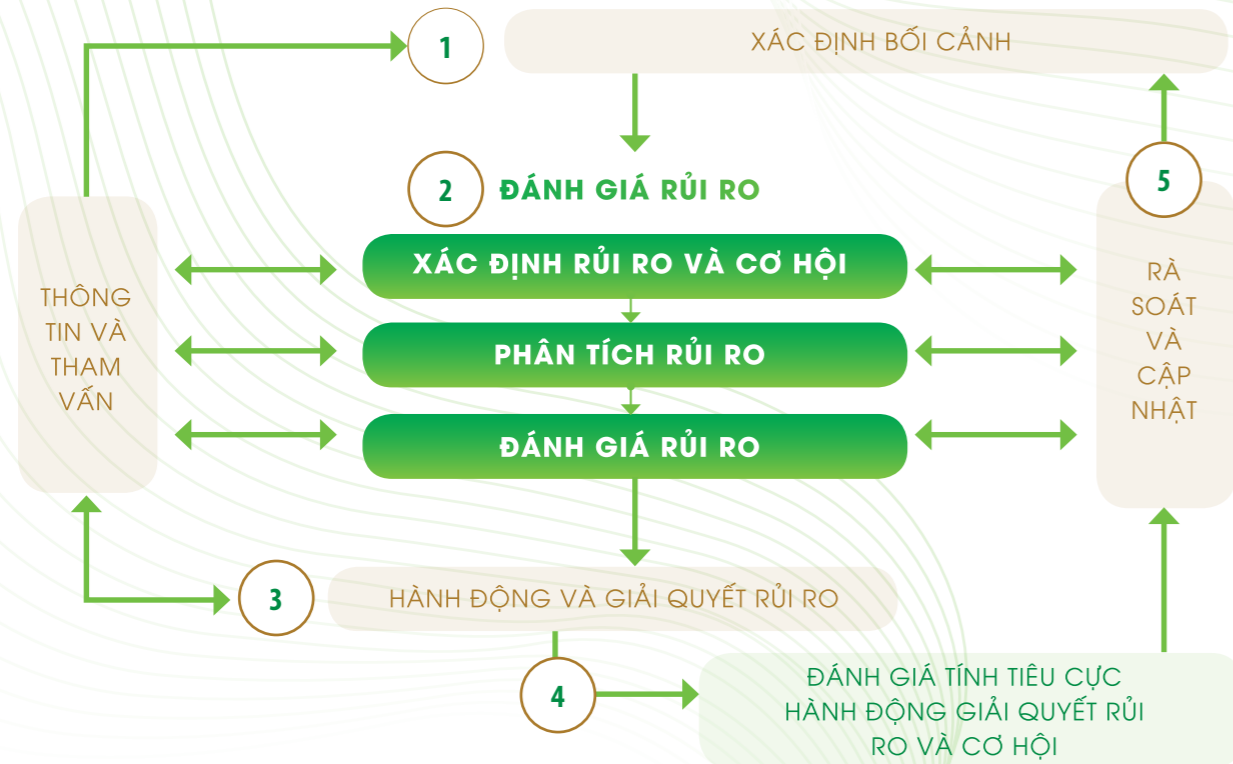 1
XÁC ĐỊNH BỐI CẢNH
2
ĐÁNH GIÁ RỦI RO
XÁC ĐỊNH RỦI RO VÀ CƠ HỘI
PHÂN TÍCH RỦI RO
ĐÁNH GIÁ RỦI RO
THÔNG
TIN VÀ
THAM
VẤN
5
RÀ
SOÁT
VÀ
CẬP
NHẬT
3
HÀNH ĐỘNG VÀ GIẢI QUYẾT RỦI RO
4
ĐÁNH GIÁ TÍNH TIÊU CỰC
HÀNH ĐỘNG GIẢI QUYẾT RỦI
RO VÀ CƠ HỘI